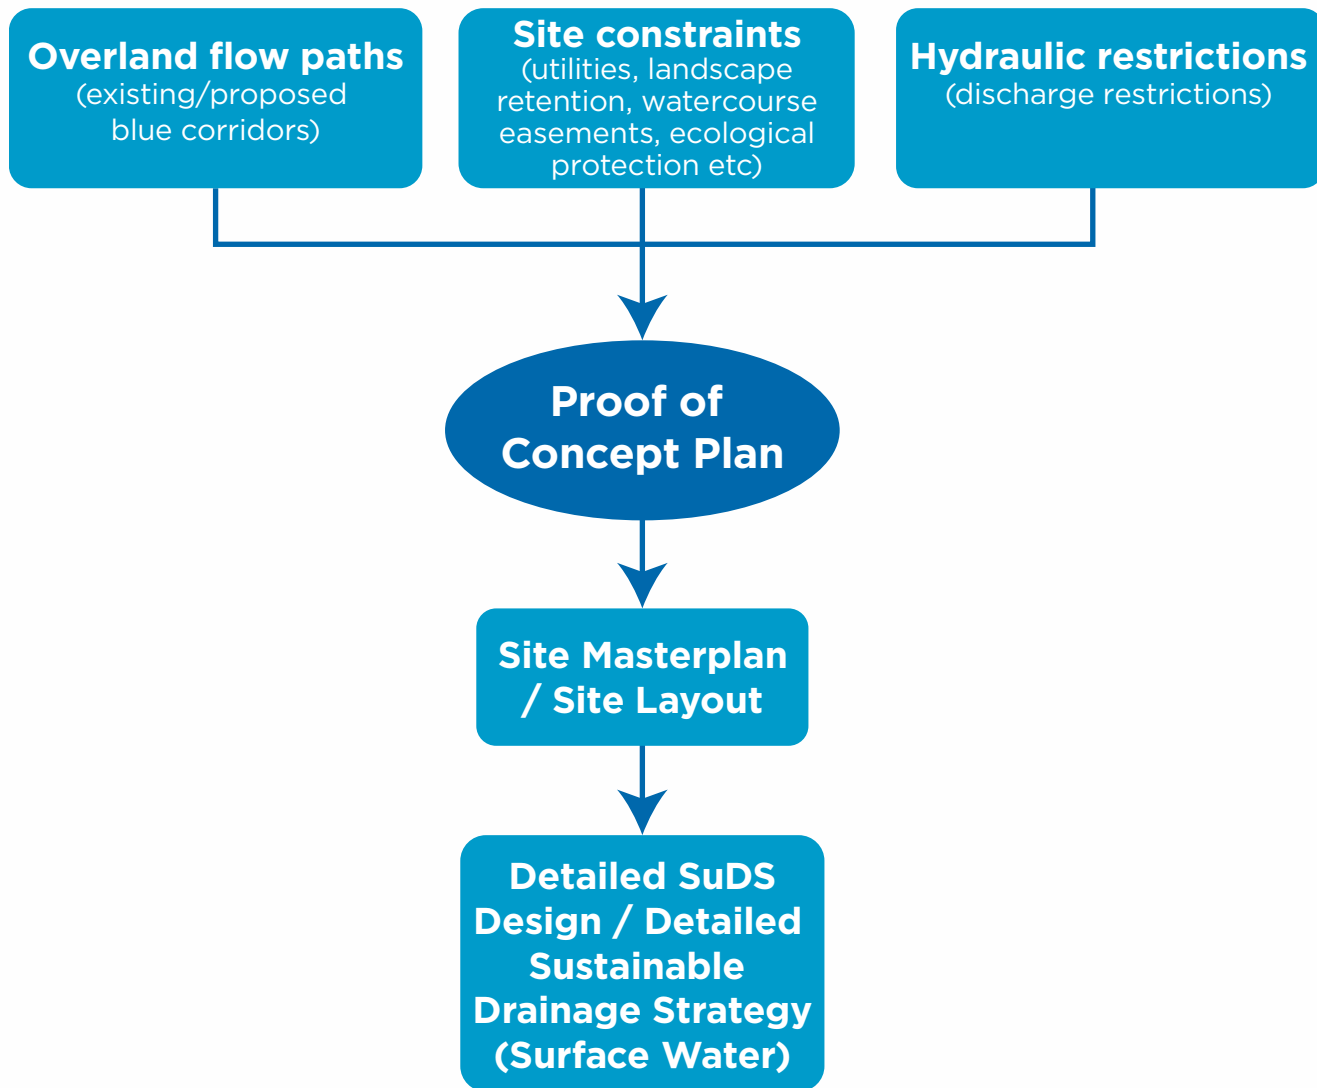 Overland flow paths
(existing/proposed
blue corridors)
Site constraints
(utilities, landscape
retention, watercourse
easements, ecological
protection etc)
Hydraulic restrictions
(discharge restrictions)
Proof of
Concept Plan
Site Masterplan
/ Site Layout
Detailed SuDS
Design / Detailed
Sustainable
Drainage Strategy
(Surface Water)